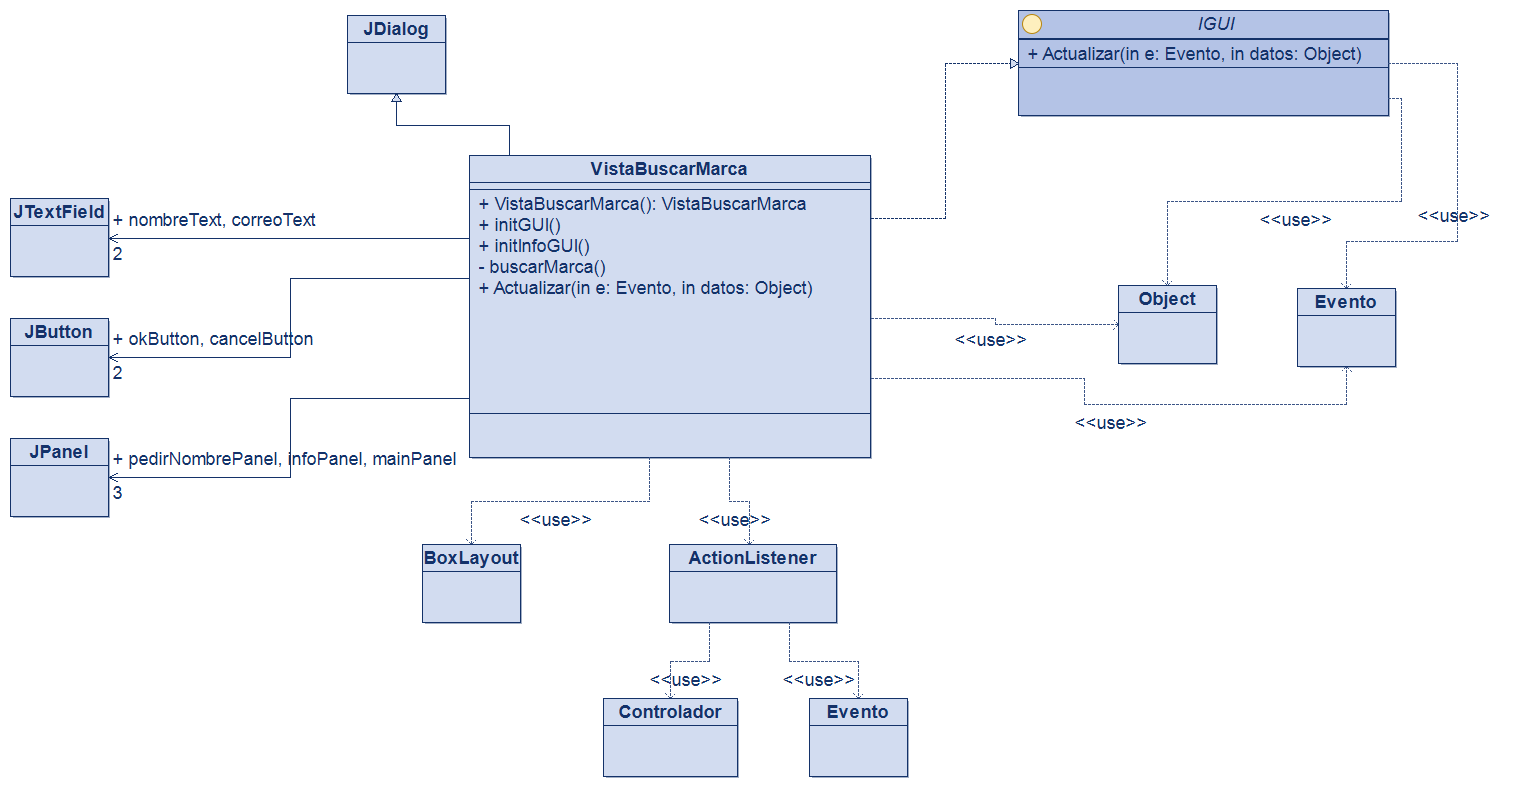 JDialog
IGUI
+ Actualizar(in e: Evento, in datos: Object)
VistaBuscarMarca
+ VistaBuscarMarca(): VistaBuscarMarca
+ initGUI()
+ initInfoGUI()
- buscarMarca()
+ Actualizar(in e: Evento, in datos: Object)
JTextField
+ nombreText, correoText
2
JButton
+ okButton, cancelButton
2
JPanel
+ pedirNombrePanel, infoPanel, mainPanel
3
<<use>>
<<use>>
Object
Evento
<<use>>
<<use>>
<<use>>
<<use>>
BoxLayout
ActionListener
<<use>>
<<use>>
Controlador
Evento